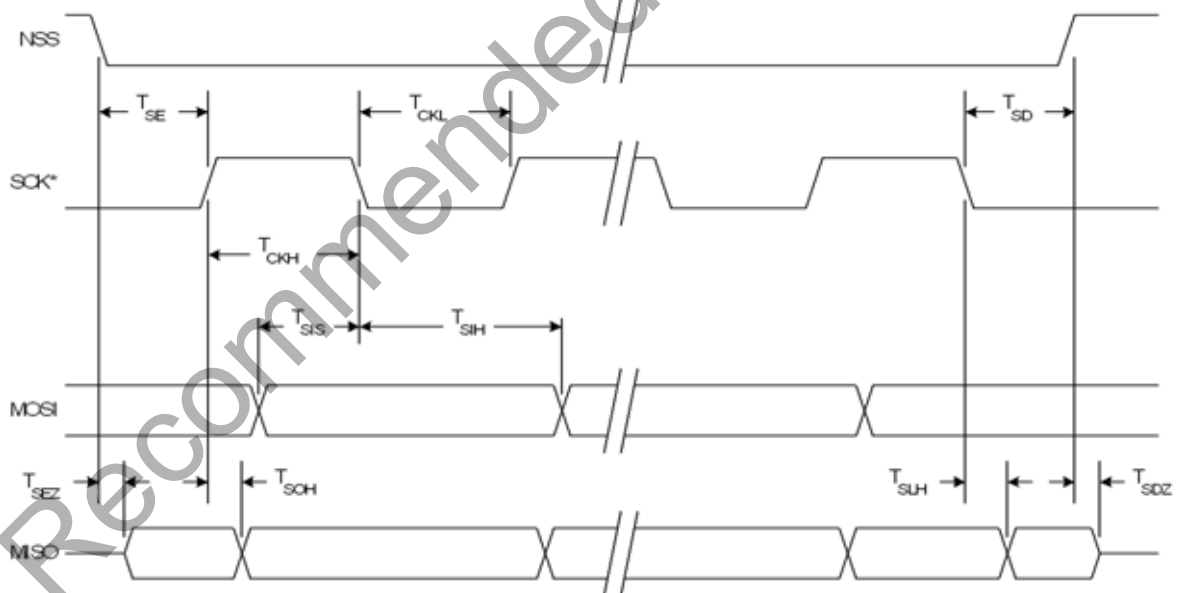 NSS
T SE
T CKL
T SD
SCK*
T CKH
T SIS
T SIH
MOSI
T SEZ
T SOH
T SLH
T SDZ
MISO
Recommended